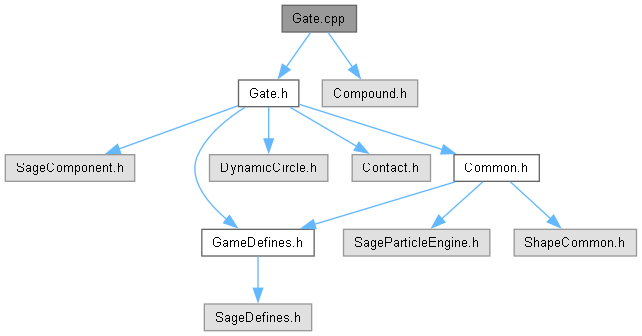 Gate.cpp
Gate.h
Compound.h
SageComponent.h
DynamicCircle.h
Contact.h
Common.h
GameDefines.h
SageParticleEngine.h
ShapeCommon.h
SageDefines.h